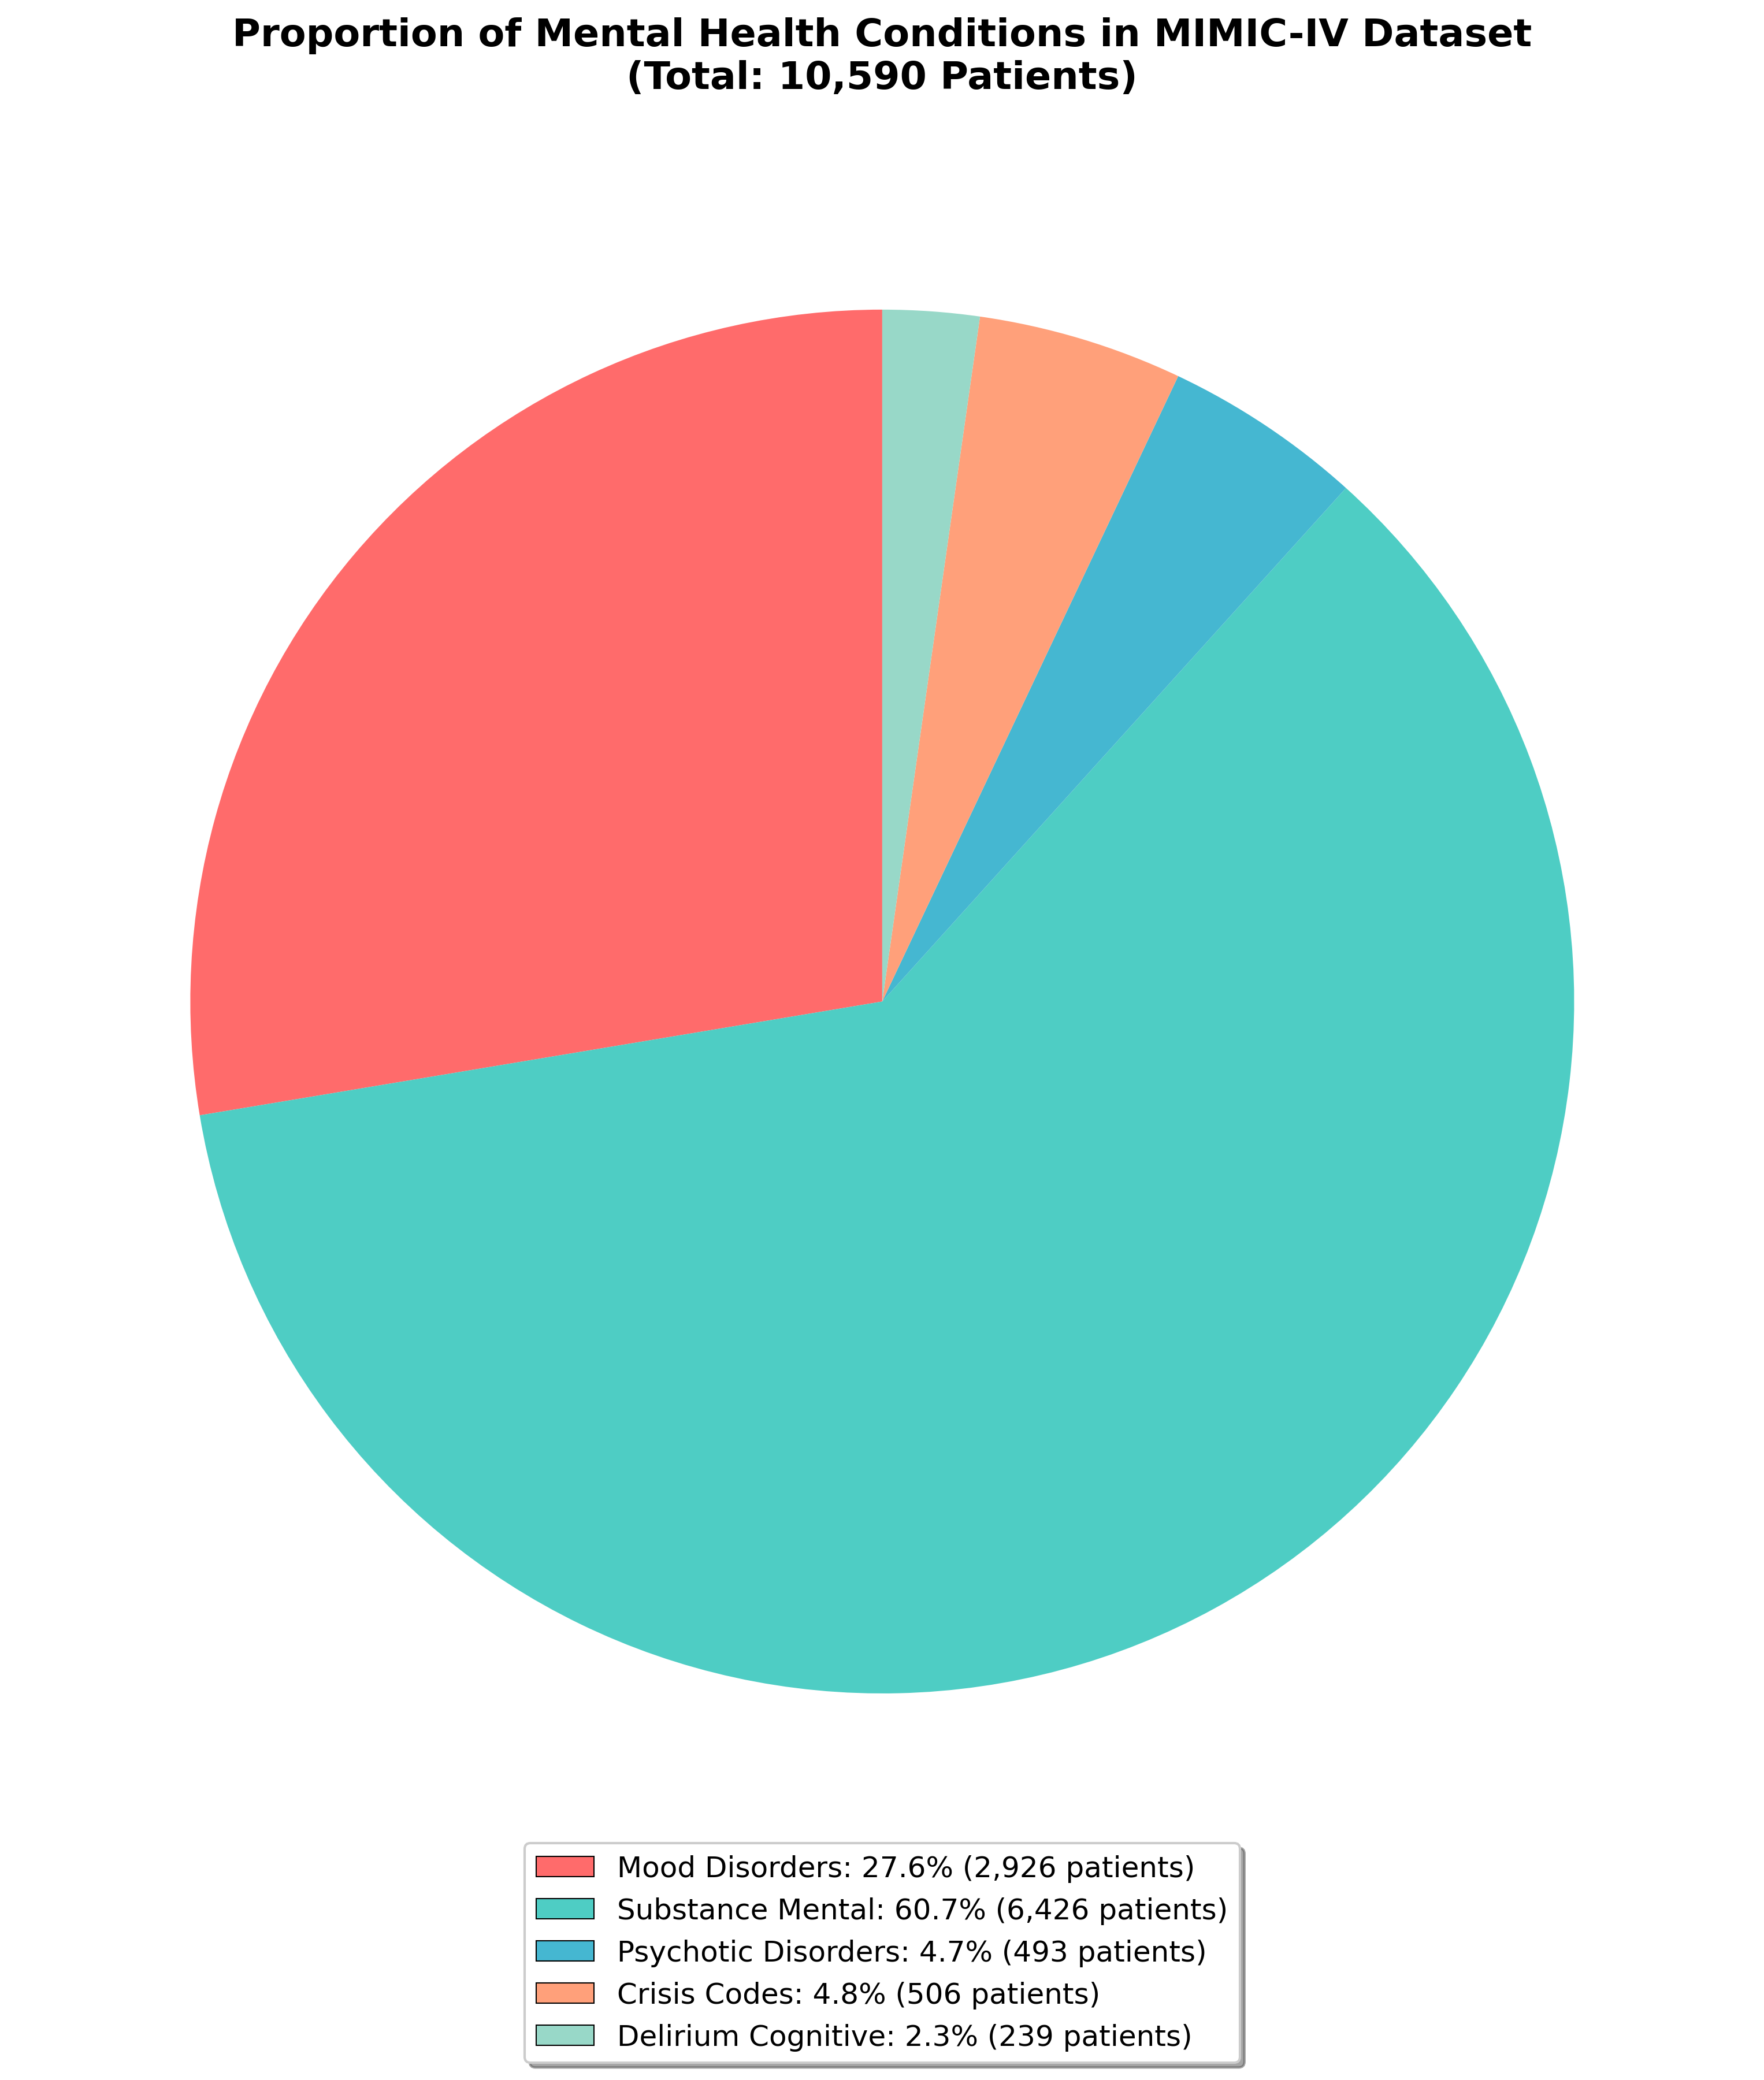 Proportion of Mental Health Conditions in MIMIC-IV Dataset
(Total: 10,590 Patients)
Mood Disorders: 27.6% (2,926 patients)
Substance Mental: 60.7% (6,426 patients)
Psychotic Disorders: 4.7% (493 patients)
Crisis Codes: 4.8% (506 patients)
Delirium Cognitive: 2.3% (239 patients)